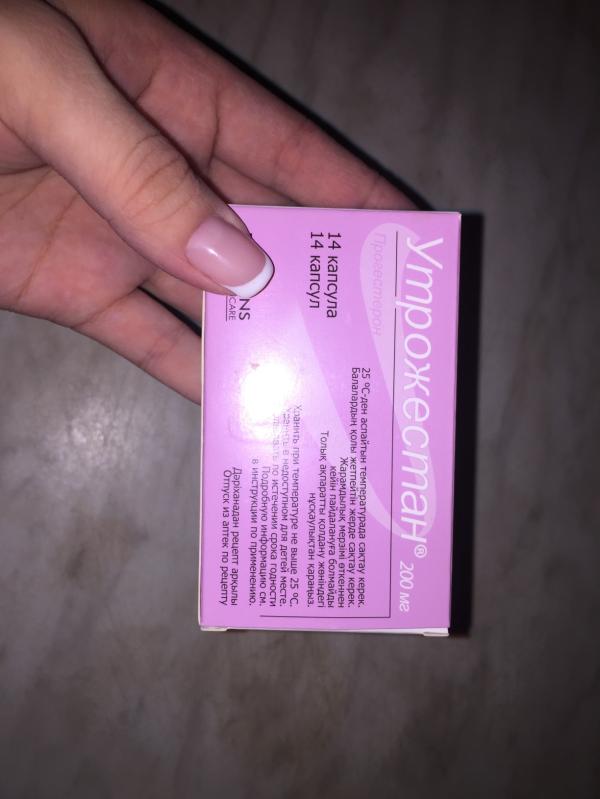 Утрожестан® 200 мг
Прогестерон
14 капсула
14 капсул
25 °С-ден аспайтын температурада сақтау керек.
Балалардың қолы жетпейтін жерде сақтау керек.
Жарамдылық мерзімі өткеннен
кейін пайдалануға болмайды
Толық ақпаратты қолдану жөніндегі
нұсқаулықтан қараңыз.
Хранить при температуре не выше 25 °С.
Хранить в недоступном для детей месте.
по истечении срока годности
Подробную информацию см.
в инструкции по применению.
Дәріханадан рецепт арқылы
Отпуск из аптек по рецепту